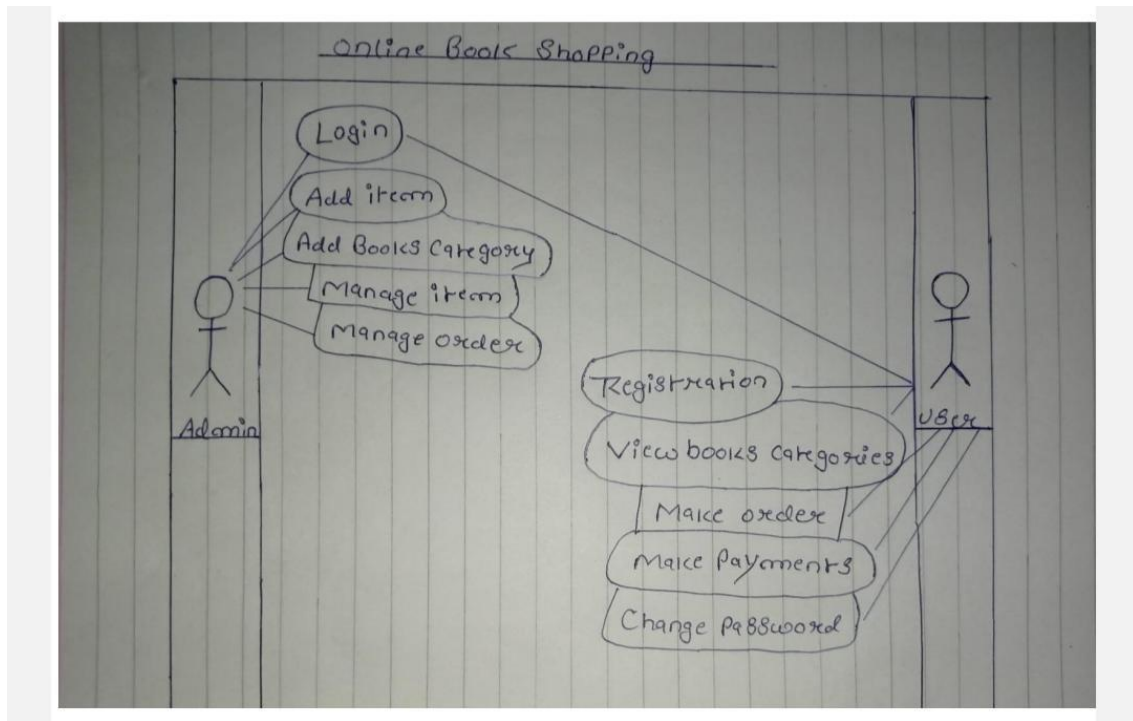 Online Book Shopping
Login
Add item
Add Books Category
Manage item
Manage order
Admin
Registration
View books categories
User
Make order
Make Payments
Change Password